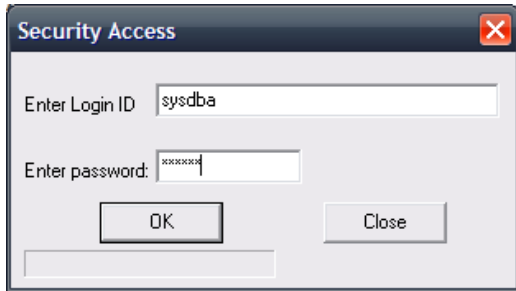 Security Access
Enter Login ID sysdba
Enter password: ××××××
OK Close